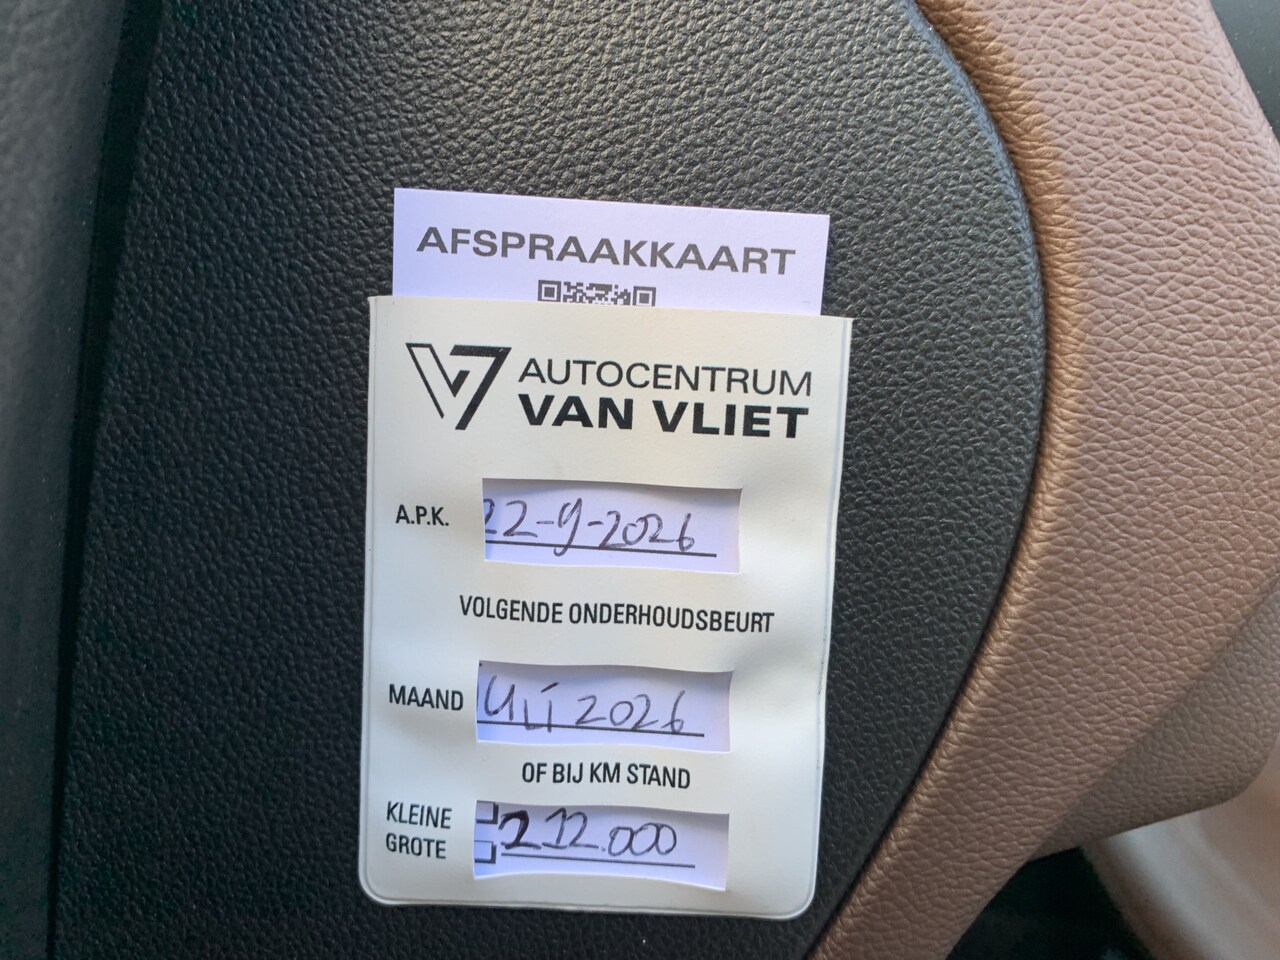 AFSPRAAKKAART
AUTOCENTRUM
VAN VLIET
A.P.K. 22-9-2026
VOLGENDE ONDERHOUDSBEURT
MAAND juli 2026
OF BIJ KM STAND
KLEINE
GROTE 212.000